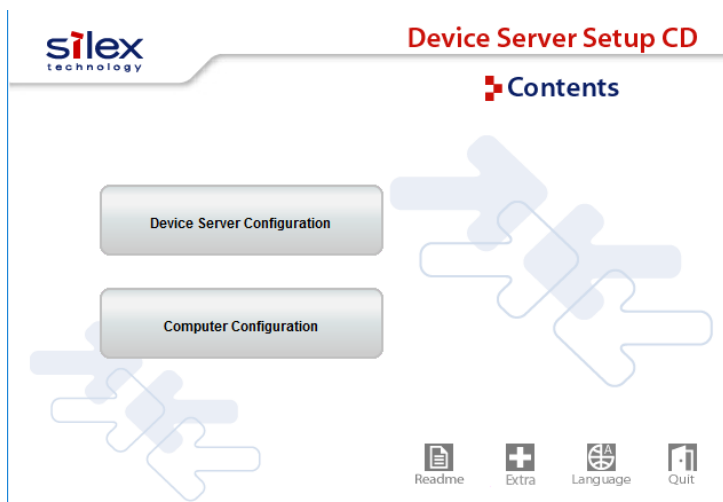 silex
technology
Device Server Setup CD
Contents
Device Server Configuration
Computer Configuration
A
Readme
Extra
Language
Quit